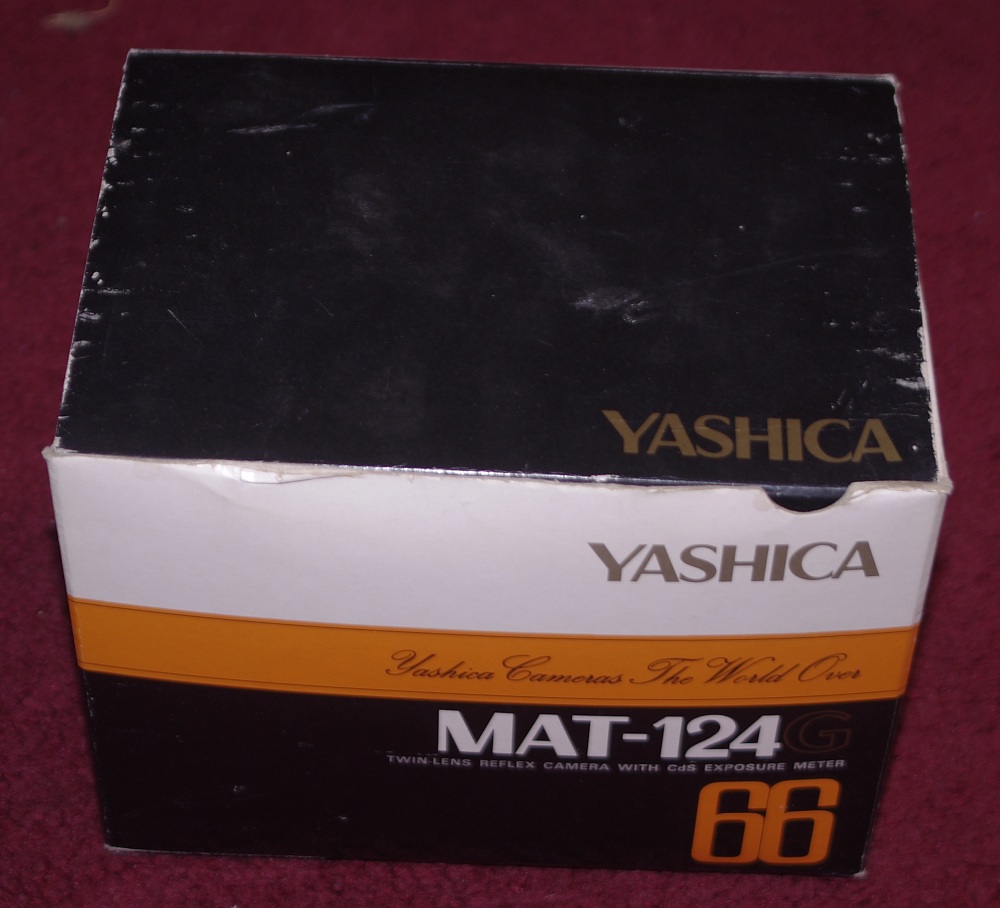 YASHICA
YASHICA
Yashica Cameras The World Over
MAT-124G
TWIN-LENS REFLEX CAMERA WITH CdS EXPOSURE METER
66